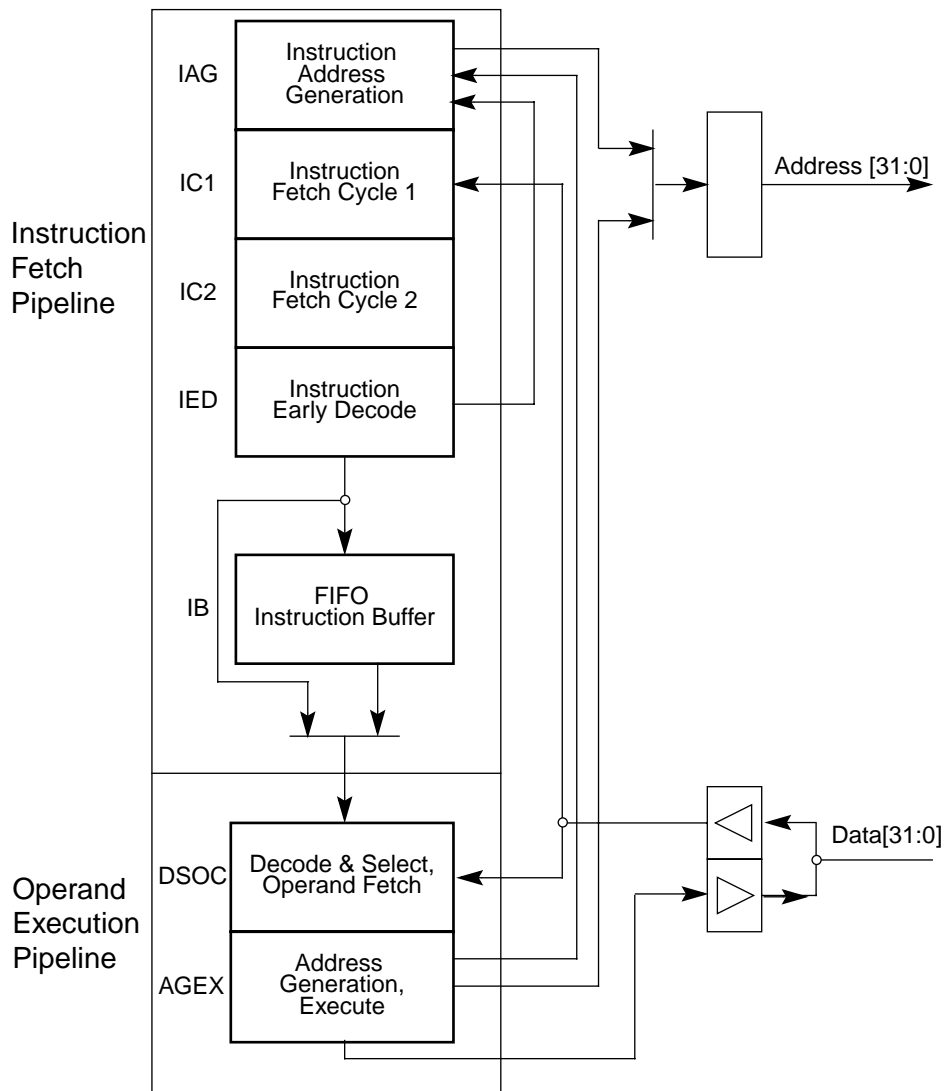 IAG
Instruction
Address
Generation
IC1
Instruction
Fetch Cycle 1
Address [31:0]
Instruction
Fetch
Pipeline
IC2
Instruction
Fetch Cycle 2
IED
Instruction
Early Decode
IB
FIFO
Instruction Buffer
Data[31:0]
DSOC
Decode & Select,
Operand Fetch
Operand
Execution
Pipeline
AGEX
Address
Generation,
Execute